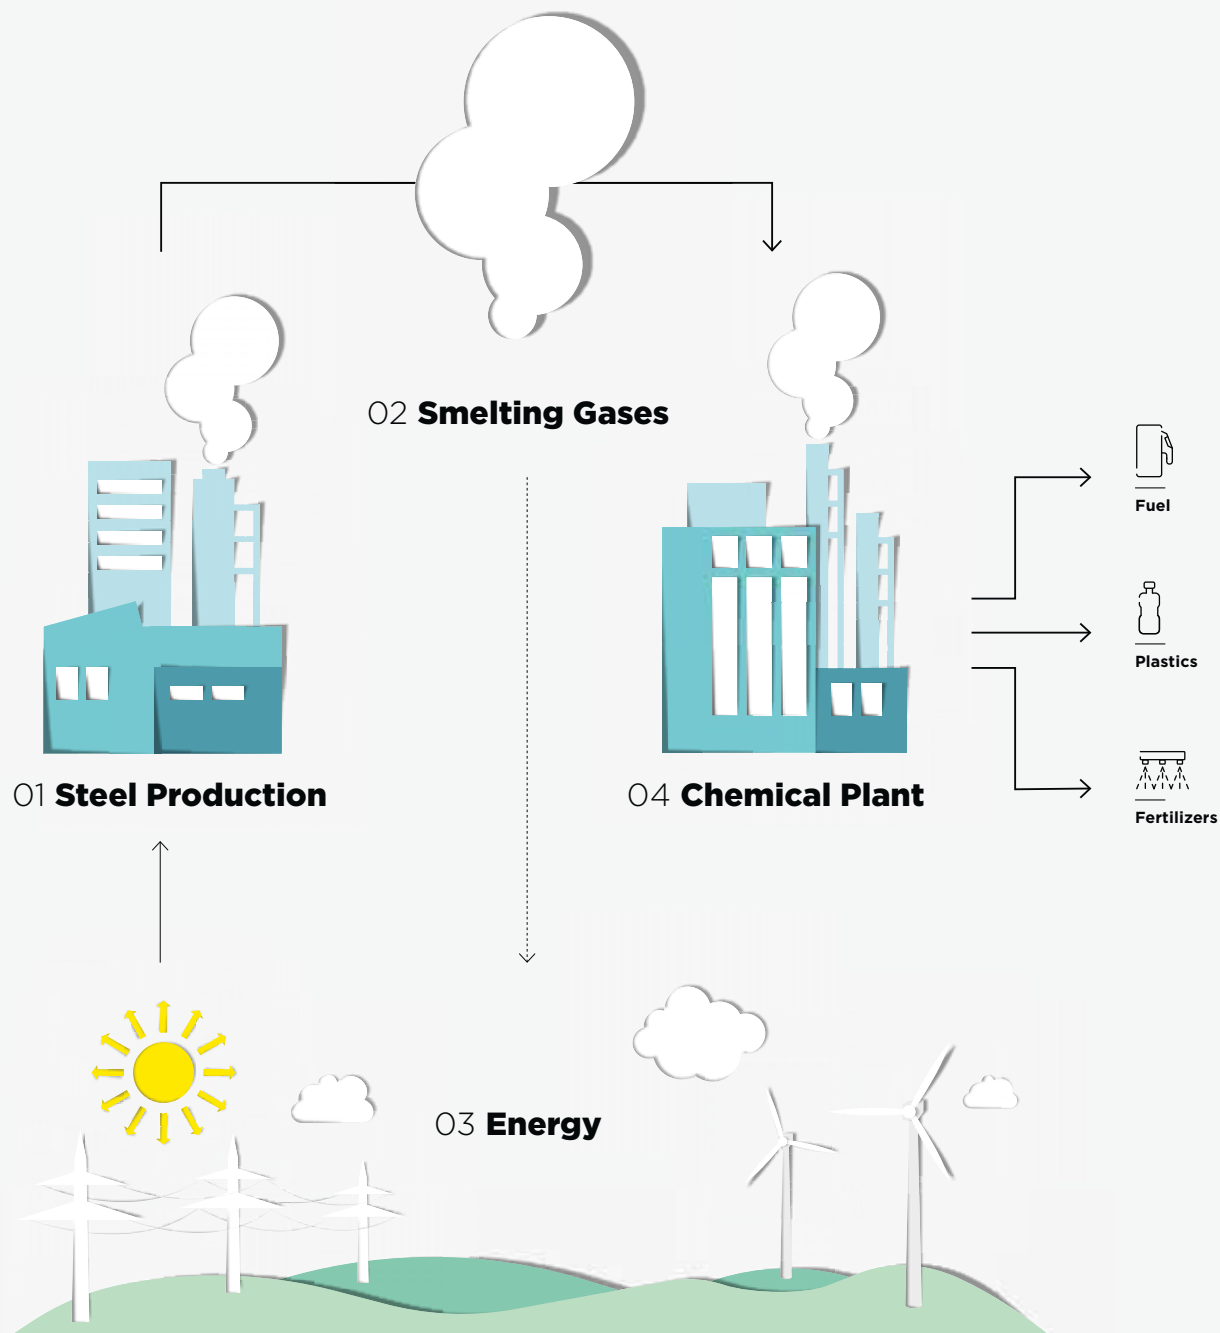 02 Smelting Gases
Fuel
Plastics
01 Steel Production
04 Chemical Plant
Fertilizers
03 Energy